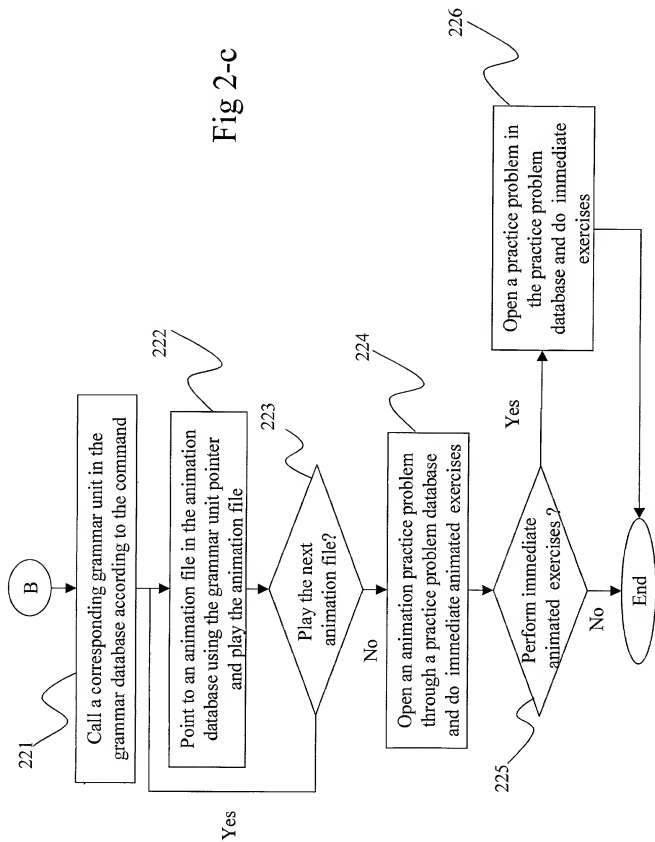 Fig 2-c
B
221
Call a corresponding grammar unit in the
grammar database according to the command
222
Point to an animation file in the animation
database using the grammar unit pointer
and play the animation file
223
Play the next
animation file?
Yes
No
224
Open an animation practice problem
through a practice problem database
and do immediate animated exercises
225
Perform immediate
animated exercises ?
Yes
No
226
Open a practice problem in
the practice problem
database and do immediate
exercises
End